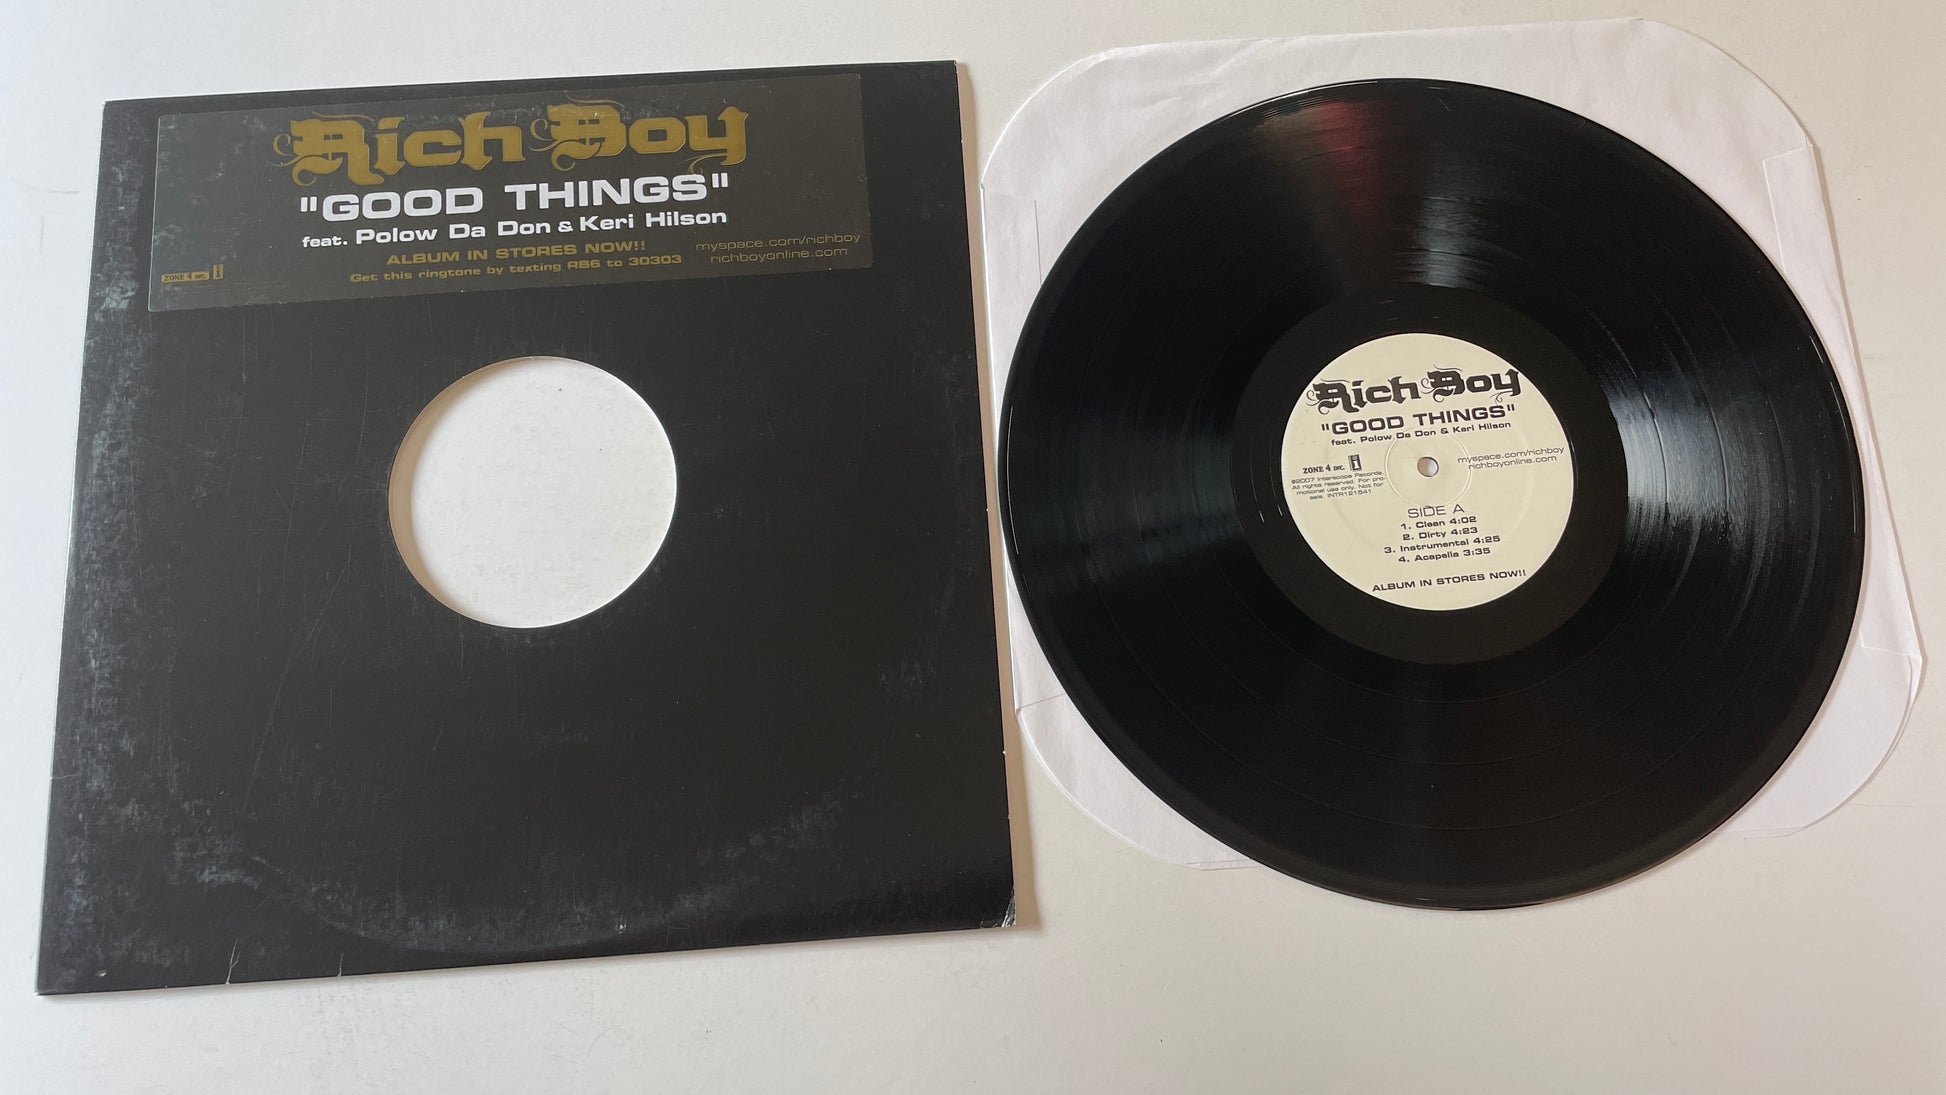 Rich Boy
"GOOD THINGS"
feat. Polow Da Don & Keri Hilson
ALBUM IN STORES NOW!!
Get this ringtone by texting RB6 to 30303
myspace.com/richboy
richboyonline.com
ZONE 4 INC. i
Rich Boy
"GOOD THINGS"
feat. Polow Da Don & Keri Hilson
ZONE 4 INC. i
myspace.com/richboy
richboyonline.com
©2007 Interscope Records.
All rights reserved. For pro-
motional use only. Not for
sale. INTR121541
SIDE A
1. Clean 4:02
2. Dirty 4:23
3. Instrumental 4:25
4. Acapella 3:35
ALBUM IN STORES NOW!!